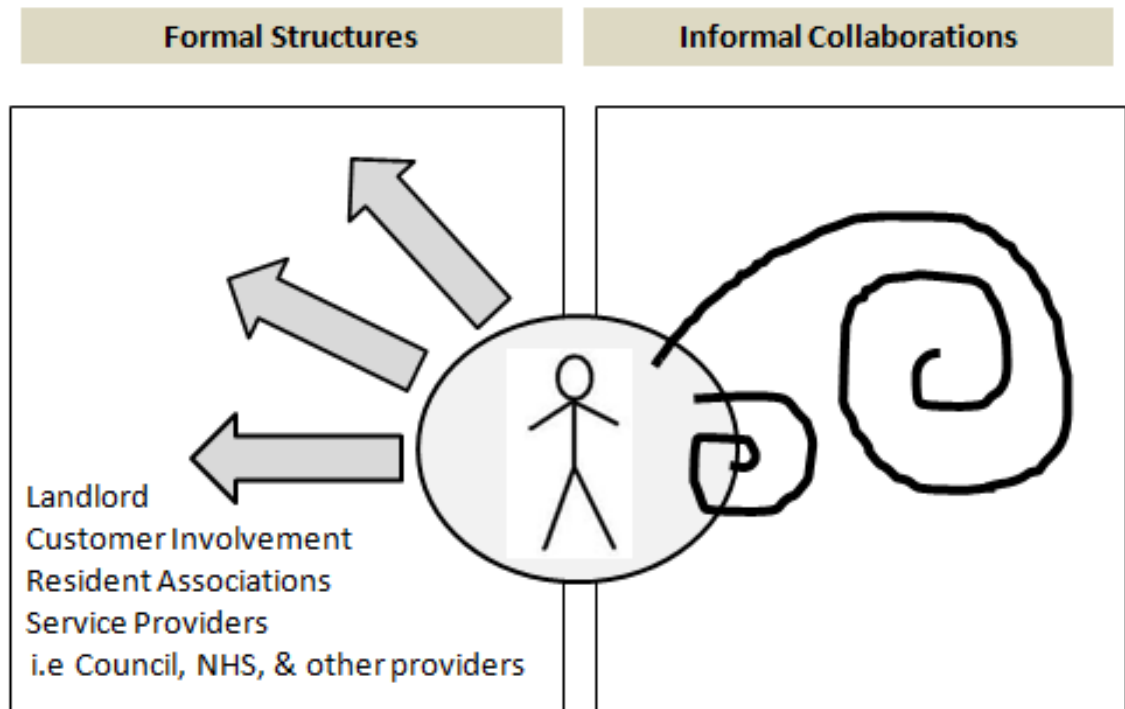 Formal Structures
Informal Collaborations
Landlord
Customer Involvement
Resident Associations
Service Providers
i.e Council, NHS, & other providers